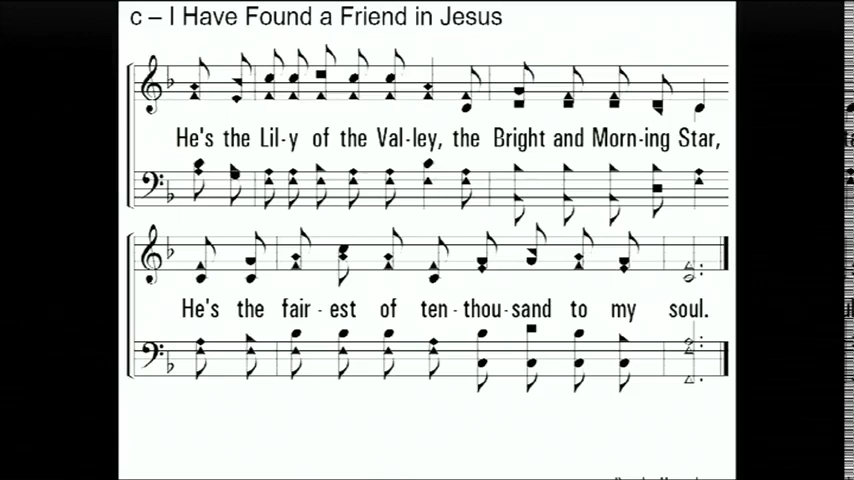 c – I Have Found a Friend in Jesus
He's the Lil-y of the Val-ley, the Bright and Morn-ing Star,
He's the fair-est of ten-thou-sand to my soul.